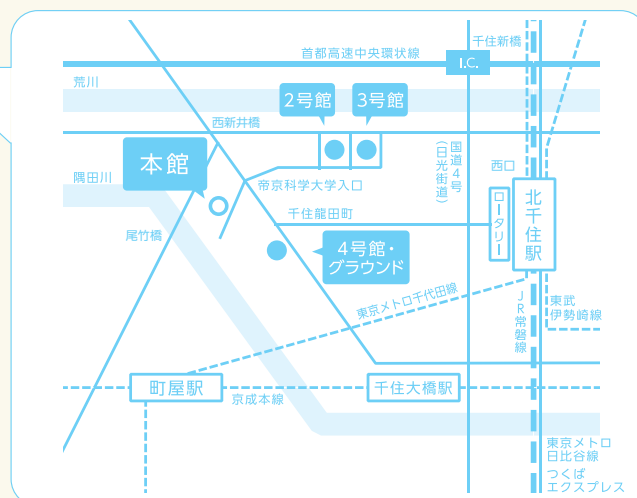 千住新橋
首都高速中央環状線
I.C.
荒川
2号館
3号館
西新井橋
本館
国道4号
(日光街道)
西口
隅田川
帝京科学大学入口
北千住駅
ロータリー
千住龍田町
尾竹橋
4号館・
グラウンド
東京メトロ千代田線
JR常磐線
東武
伊勢崎線
町屋駅
千住大橋駅
京成本線
東京メトロ
日比谷線
つくば
エクスプレス